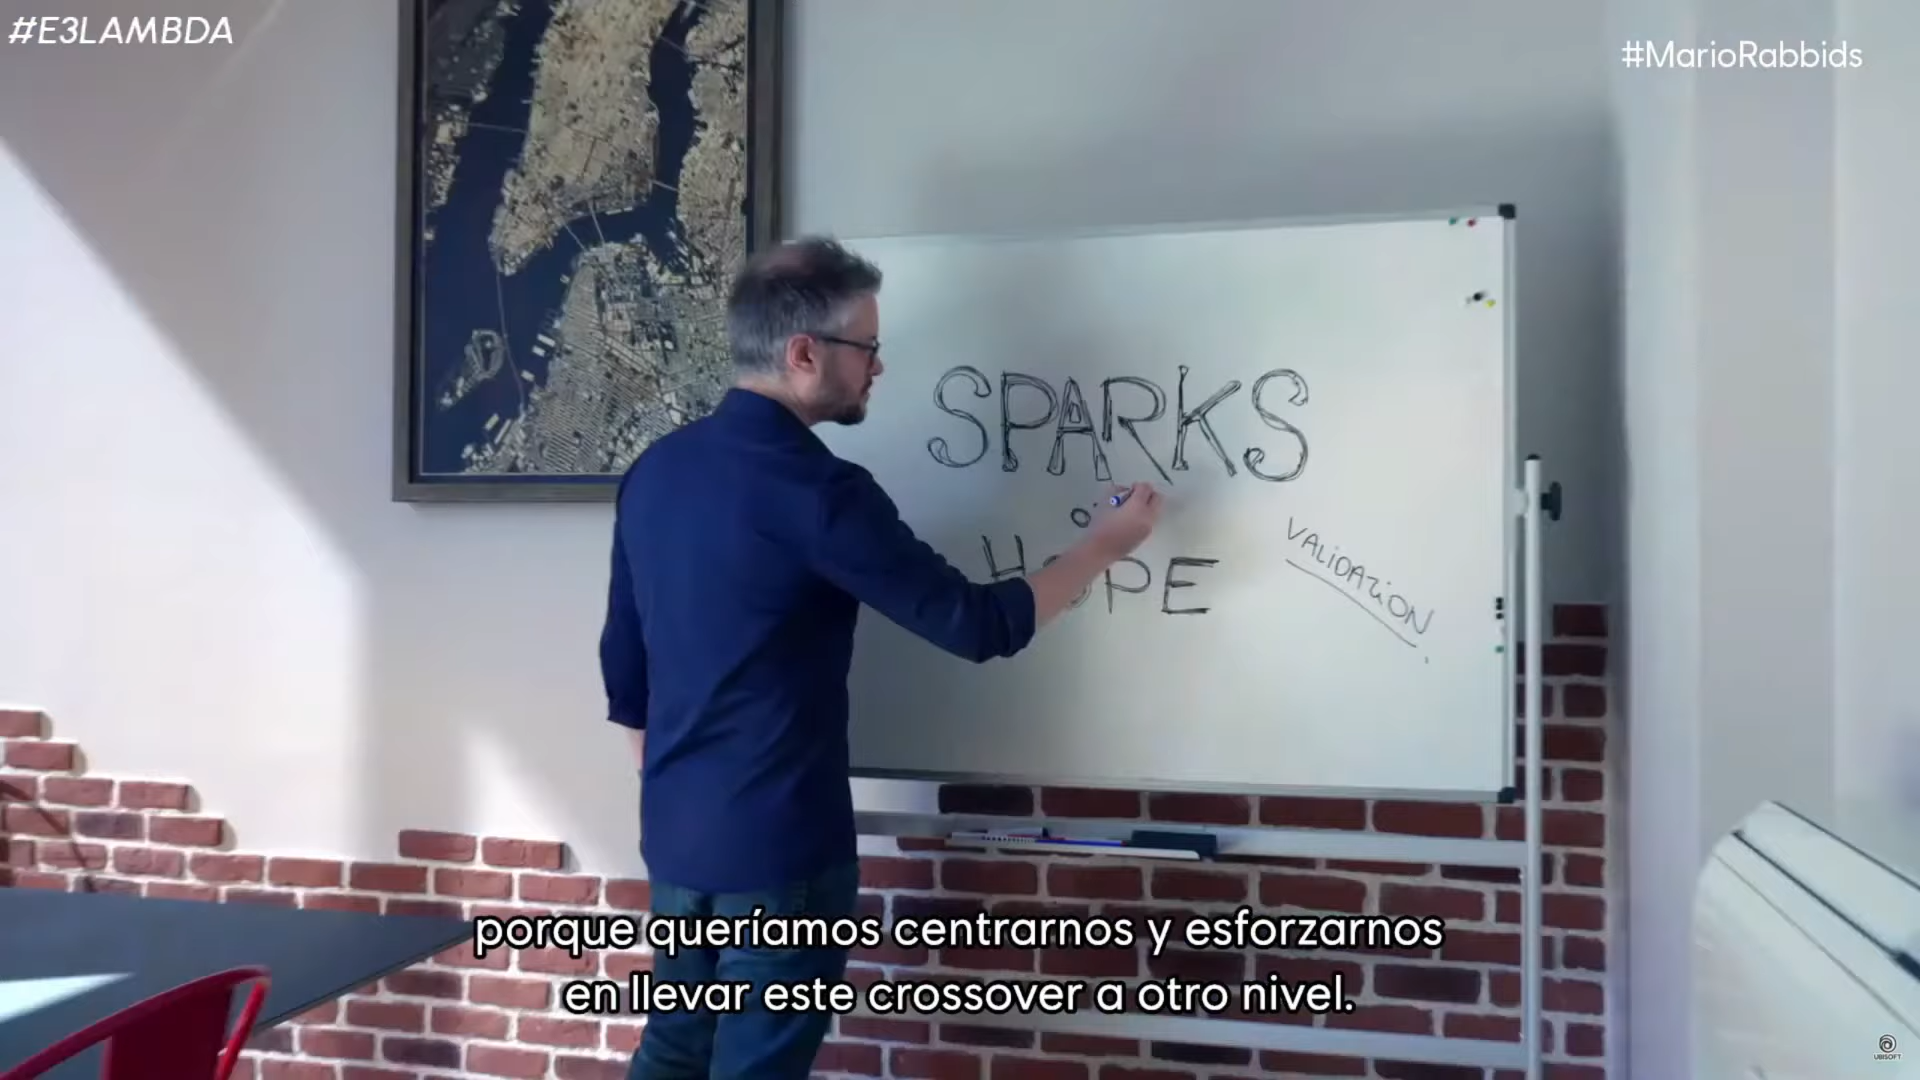 #E3LAMBDA
#MarioRabbids
SPARKS
HOPE
VALIDATION
porque queríamos centrarnos y esforzarnos
en llevar este crossover a otro nivel.
UBISOFT